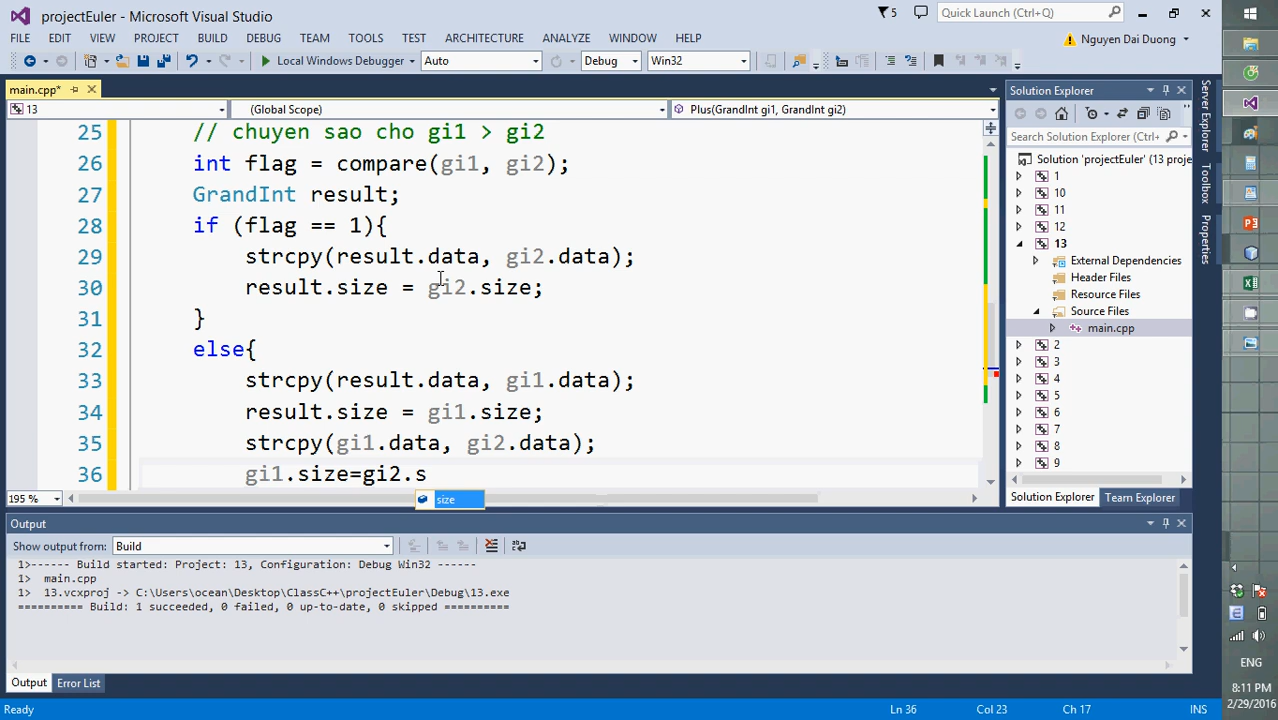 projectEuler - Microsoft Visual Studio
5
Quick Launch (Ctrl+Q)
FILE EDIT VIEW PROJECT BUILD DEBUG TEAM TOOLS TEST ARCHITECTURE ANALYZE WINDOW HELP
Nguyen Dai Duong
Local Windows Debugger Auto Debug Win32
main.cpp*
13 (Global Scope) Plus(GrandInt gi1, GrandInt gi2)
25 // chuyen sao cho gi1 > gi2
26 int flag = compare(gi1, gi2);
27 GrandInt result;
28 if (flag == 1){
29 strcpy(result.data, gi2.data);
30 result.size = gi2.size;
31 }
32 else{
33 strcpy(result.data, gi1.data);
34 result.size = gi1.size;
35 strcpy(gi1.data, gi2.data);
36 gi1.size=gi2.s
size
195 %
Solution Explorer
Search Solution Explorer (Ctrl+;)
Solution 'projectEuler' (13 proje
1
10
11
12
13
External Dependencies
Header Files
Resource Files
Source Files
main.cpp
2
3
4
5
6
7
8
9
Solution Explorer Team Explorer
Server Explorer
Toolbox
Properties
Output
Show output from: Build
1>------ Build started: Project: 13, Configuration: Debug Win32 ------
1> main.cpp
1> 13.vcxproj -> C:\Users\ocean\Desktop\ClassC++\projectEuler\Debug\13.exe
========== Build: 1 succeeded, 0 failed, 0 up-to-date, 0 skipped ==========
Output Error List
Ready Ln 36 Col 23 Ch 17 INS
ENG
8:11 PM
2/29/2016